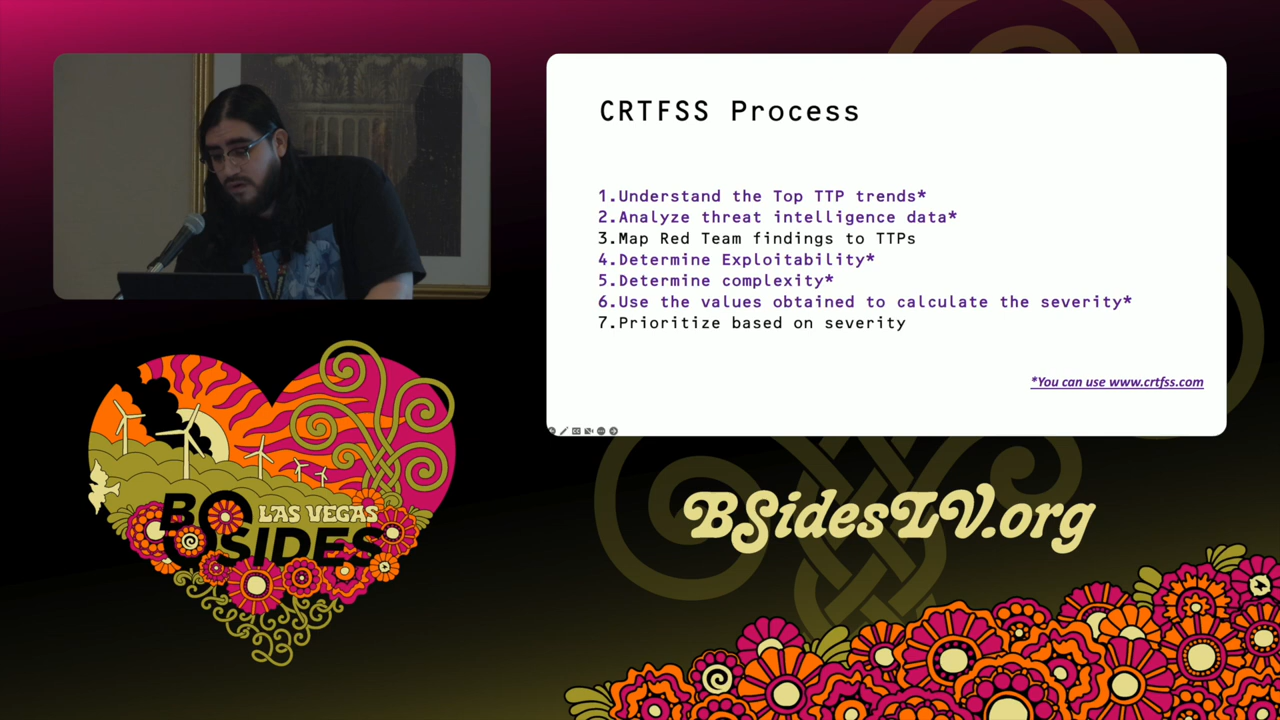 CRTFSS Process
1.Understand the Top TTP trends*
2.Analyze threat intelligence data*
3.Map Red Team findings to TTPs
4.Determine Exploitability*
5.Determine complexity*
6.Use the values obtained to calculate the severity*
7.Prioritize based on severity
*You can use www.crtfss.com
LAS VEGAS
BSIDES
BSidesLV.org